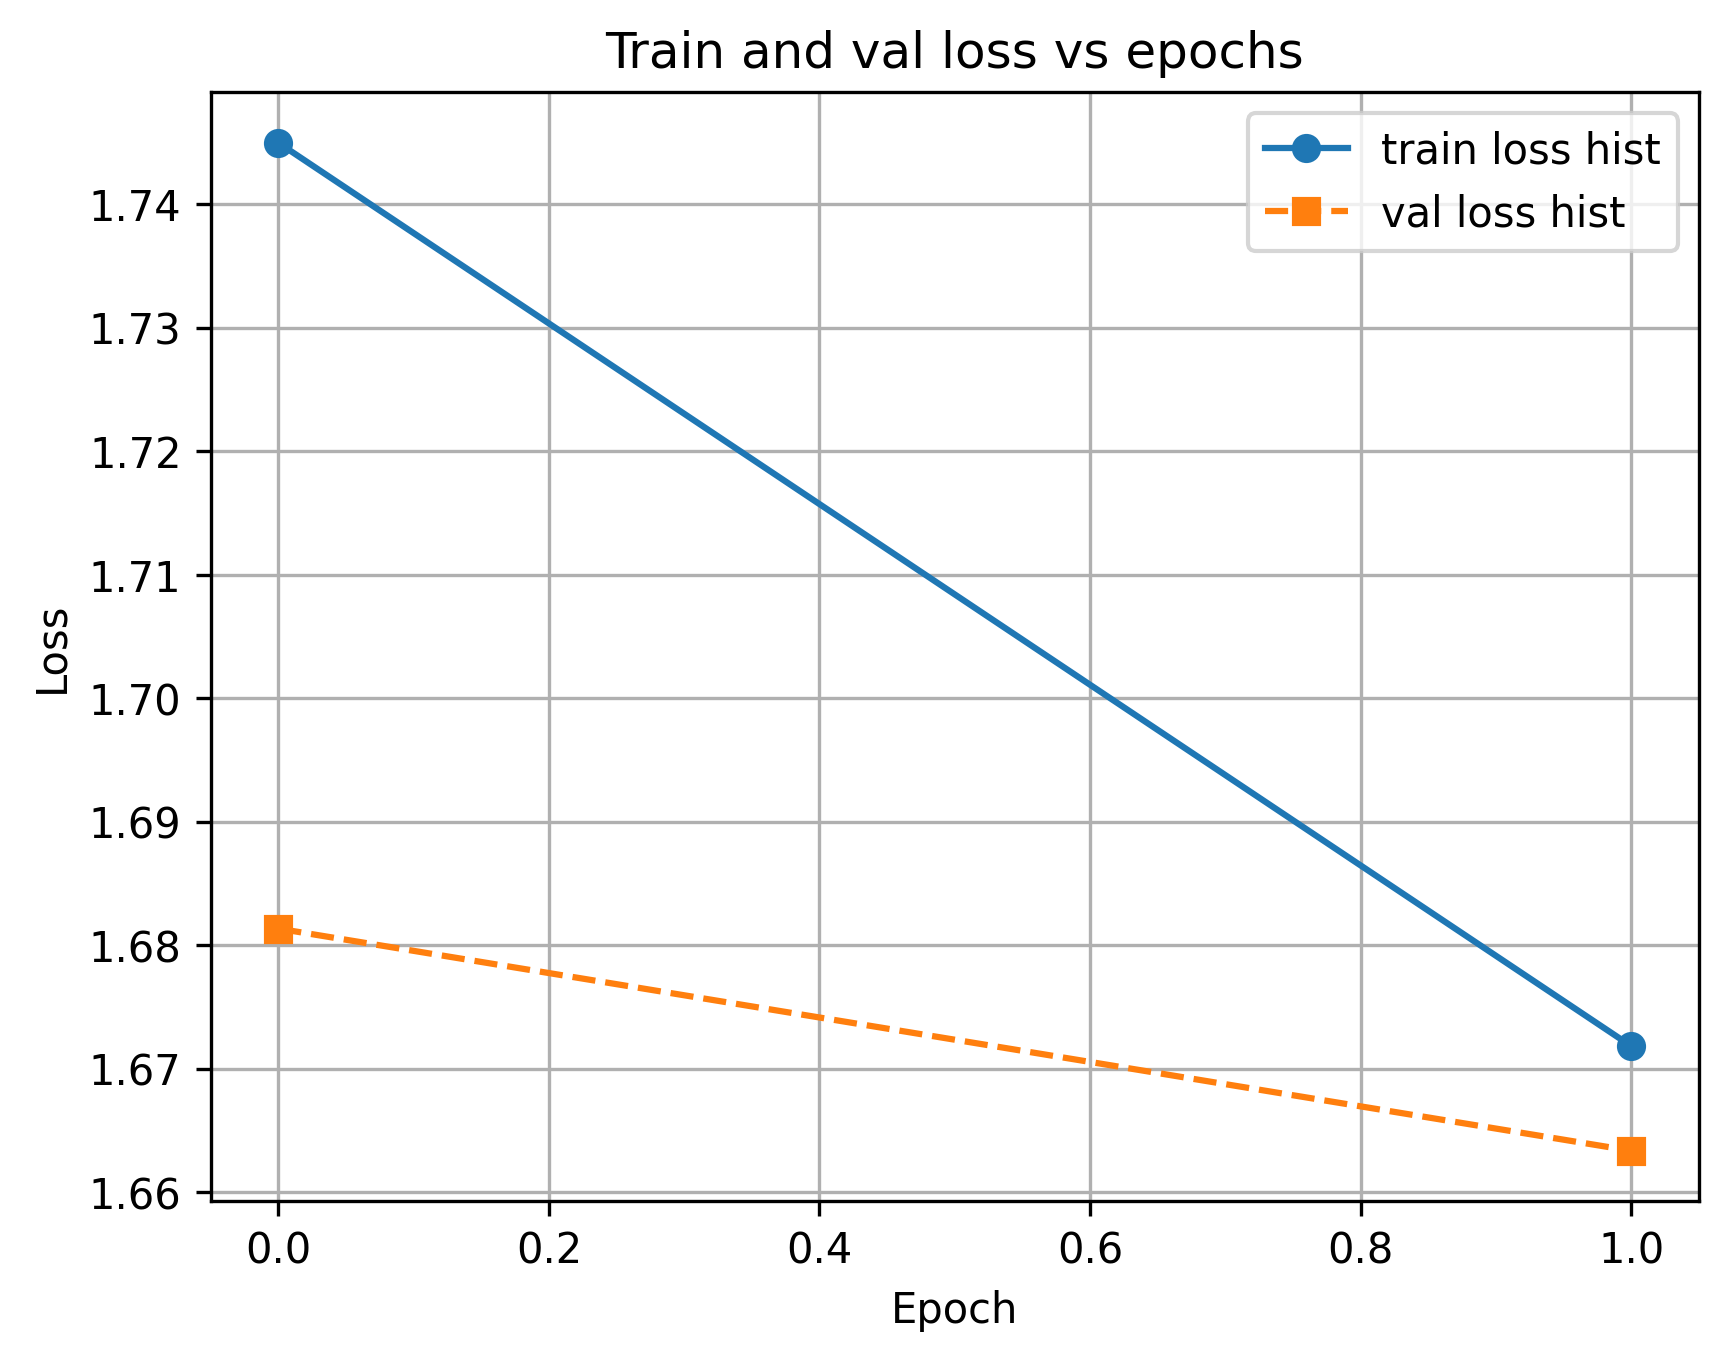 Train and val loss vs epochs
train loss hist
val loss hist
Loss
1.74
1.73
1.72
1.71
1.70
1.69
1.68
1.67
1.66
0.0 0.2 0.4 0.6 0.8 1.0
Epoch